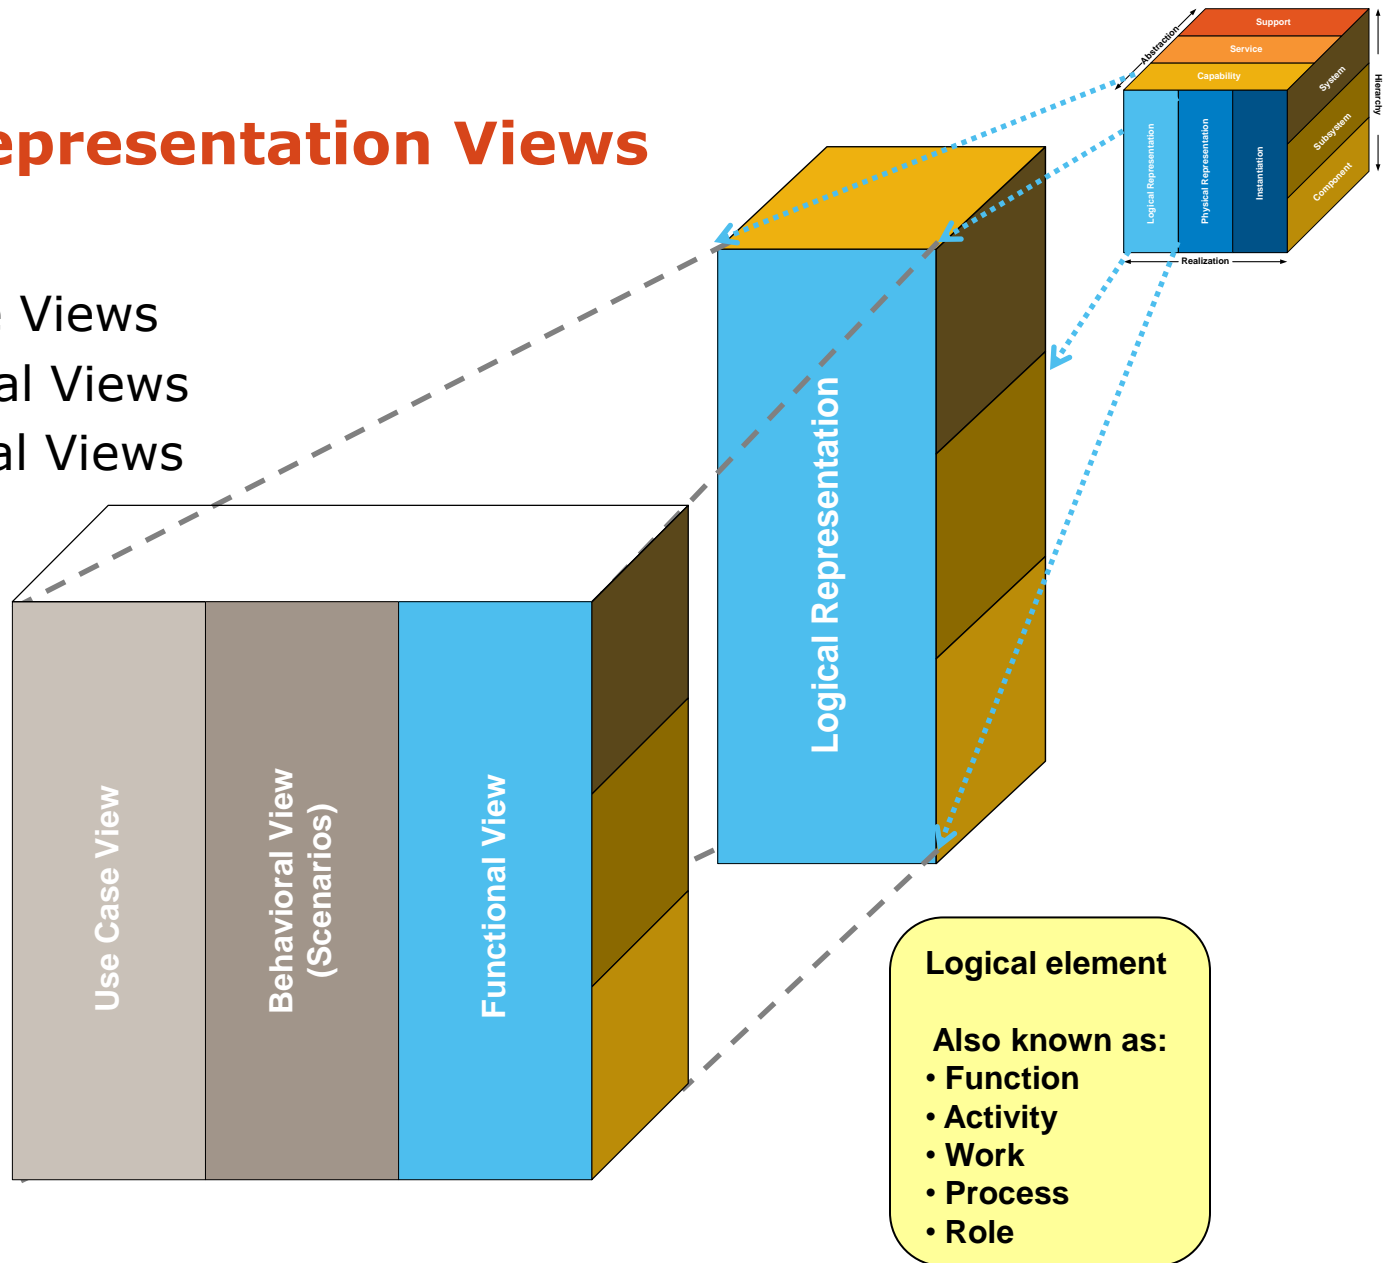 epresentation Views
e Views
al Views
al Views
Support
Service
Capability
Abstraction
System
Subsystem
Component
Hierarchy
Logical Representation
Physical Representation
Instantiation
Realization
Logical Representation
Use Case View
Behavioral View
(Scenarios)
Functional View
Logical element
Also known as:
• Function
• Activity
• Work
• Process
• Role